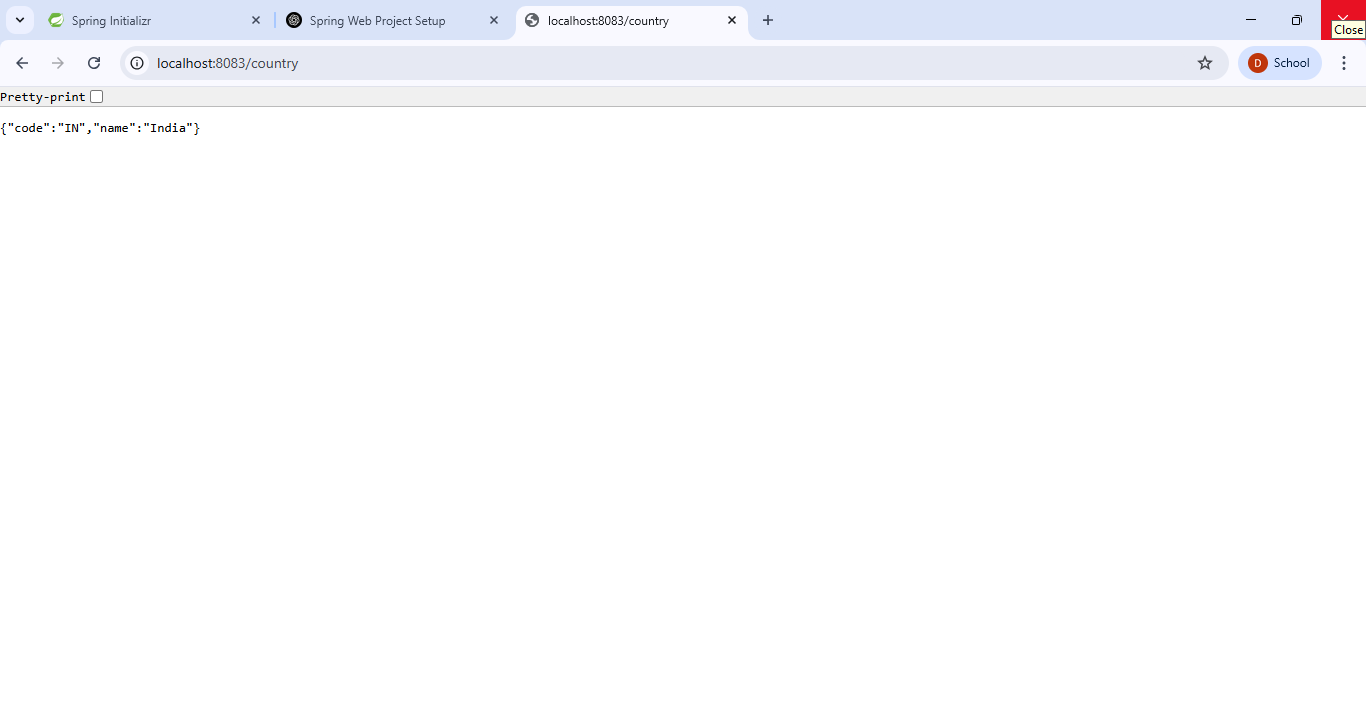 Spring Initializr
Spring Web Project Setup
localhost:8083/country
Close
localhost:8083/country
D
School
Pretty-print
{"code":"IN","name":"India"}